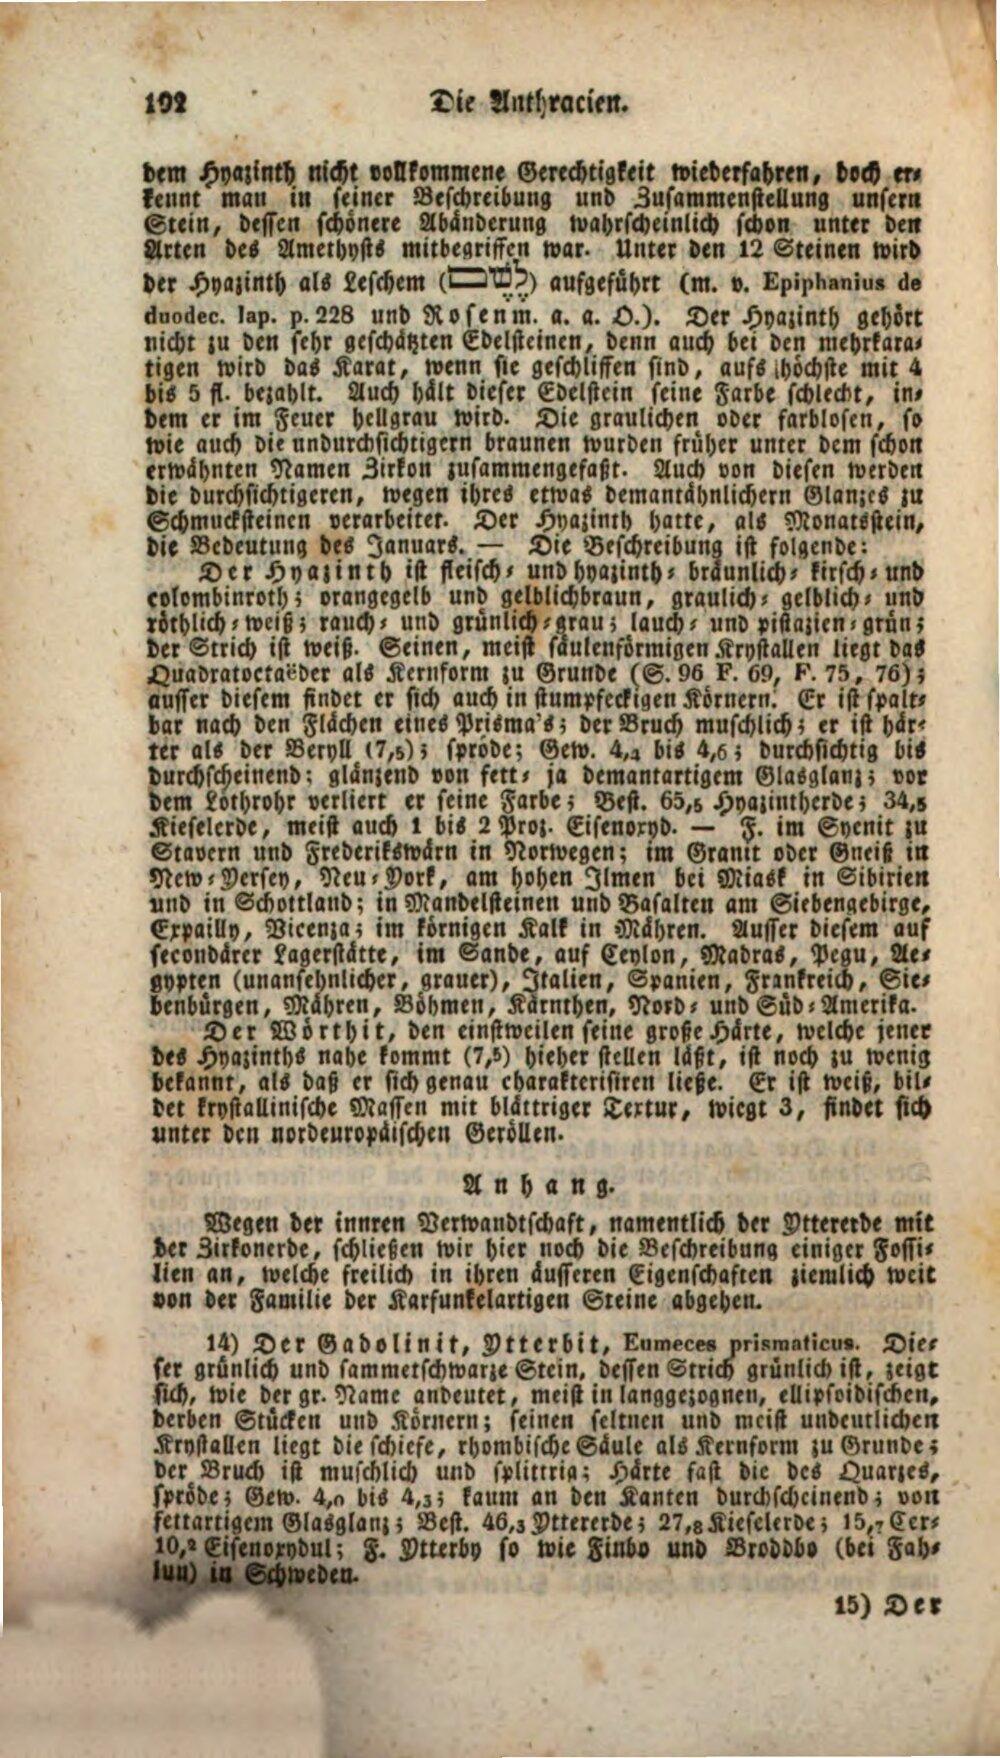 192 Die Anthracien.
dem Hyazinth nicht vollkommene Gerechtigkeit wiederfahren, doch er-
kennt man in seiner Beschreibung und Zusammenstellung unsern
Stein, dessen schönere Abänderung wahrscheinlich schon unter den
Arten des Amethysts mitbegriffen war. Unter den 12 Steinen wird
der Hyazinth als Leschem (לֶשֶׁם) aufgeführt (m. v. Epiphanius de
duodec. lap. p. 228 und Rosenm. a. a. O.). Der Hyazinth gehört
nicht zu den sehr geschätzten Edelsteinen, denn auch bei den mehrkara-
tigen wird das Karat, wenn sie geschliffen sind, aufs höchste mit 4
bis 5 fl. bezahlt. Auch hält dieser Edelstein seine Farbe schlecht, in-
dem er im Feuer hellgrau wird. Die graulichen oder farblosen, so
wie auch die undurchsichtigern braunen wurden früher unter dem schon
erwähnten Namen Zirkon zusammengefaßt. Auch von diesen werden
die durchsichtigeren, wegen ihres etwas demantähnlichern Glanzes zu
Schmucksteinen verarbeitet. Der Hyazinth hatte, als Monatsstein,
die Bedeutung des Januars. — Die Beschreibung ist folgende:
Der Hyazinth ist fleisch- und hyazinth- bräunlich- kirsch- und
colombinroth; orangegelb und gelblichbraun, graulich- gelblich- und
röthlich-weiß; rauch- und grünlich-grau; lauch- und pistazien-grün;
der Strich ist weiß. Seinen, meist säulenförmigen Krystallen liegt das
Quadratoctaëder als Kernform zu Grunde (S. 96 F. 69, F. 75, 76);
ausser diesem findet er sich auch in stumpfeckigen Körnern. Er ist spalt-
bar nach den Flächen eines Prisma's; der Bruch muschlich; er ist här-
ter als der Beryll (7,5); spröde; Gew. 4,4 bis 4,6; durchsichtig bis
durchscheinend; glänzend von fett- ja demantartigem Glasglanz; vor
dem Löthrohr verliert er seine Farbe; Best. 65,5 Hyazintherde; 34,5
Kieselerde, meist auch 1 bis 2 Proz. Eisenoxyd. — F. im Syenit zu
Stavern und Frederikswärn in Norwegen; im Granit oder Gneiß in
New-Yersey, Neu-York, am hohen Ilmen bei Miask in Sibirien
und in Schottland; in Mandelsteinen und Basalten am Siebengebirge,
Expailly, Vicenza; im körnigen Kalk in Mähren. Ausser diesem auf
secondärer Lagerstätte, im Sande, auf Ceylon, Madras, Pegu, Ae-
gypten (unansehnlicher, grauer), Italien, Spanien, Frankreich, Sie-
benbürgen, Mähren, Böhmen, Kärnthen, Nord- und Süd-Amerika.
Der Wörthit, den einstweilen seine große Härte, welche jener
des Hyazinths nahe kommt (7,5) hieher stellen läßt, ist noch zu wenig
bekannt, als daß er sich genau charakterisiren ließe. Er ist weiß, bil-
det krystallinische Massen mit blättriger Textur, wiegt 3, findet sich
unter den nordeuropäischen Geröllen.
Anhang.
Wegen der innren Verwandtschaft, namentlich der Yttererde mit
der Zirkonerde, schließen wir hier noch die Beschreibung einiger Fossi-
lien an, welche freilich in ihren äusseren Eigenschaften ziemlich weit
von der Familie der Karfunkelartigen Steine abgehen.
14) Der Gadolinit, Ytterbit, Eumeces prismaticus. Die-
ser grünlich und sammetschwarze Stein, dessen Strich grünlich ist, zeigt
sich, wie der gr. Name andeutet, meist in langgezognen, ellipsoidischen,
derben Stücken und Körnern; seinen seltnen und meist undeutlichen
Krystallen liegt die schiefe, rhombische Säule als Kernform zu Grunde;
der Bruch ist muschlich und splittrig; Härte fast die des Quarzes,
spröde; Gew. 4,0 bis 4,3; kaum an den Kanten durchscheinend; von
fettartigem Glasglanz; Best. 46,3 Yttererde; 27,8 Kieselerde; 15,7 Cer-
10,2 Eisenoxydul; F. Ytterby so wie Finbo und Broddbo (bei Fah-
lun) in Schweden.
15) Der